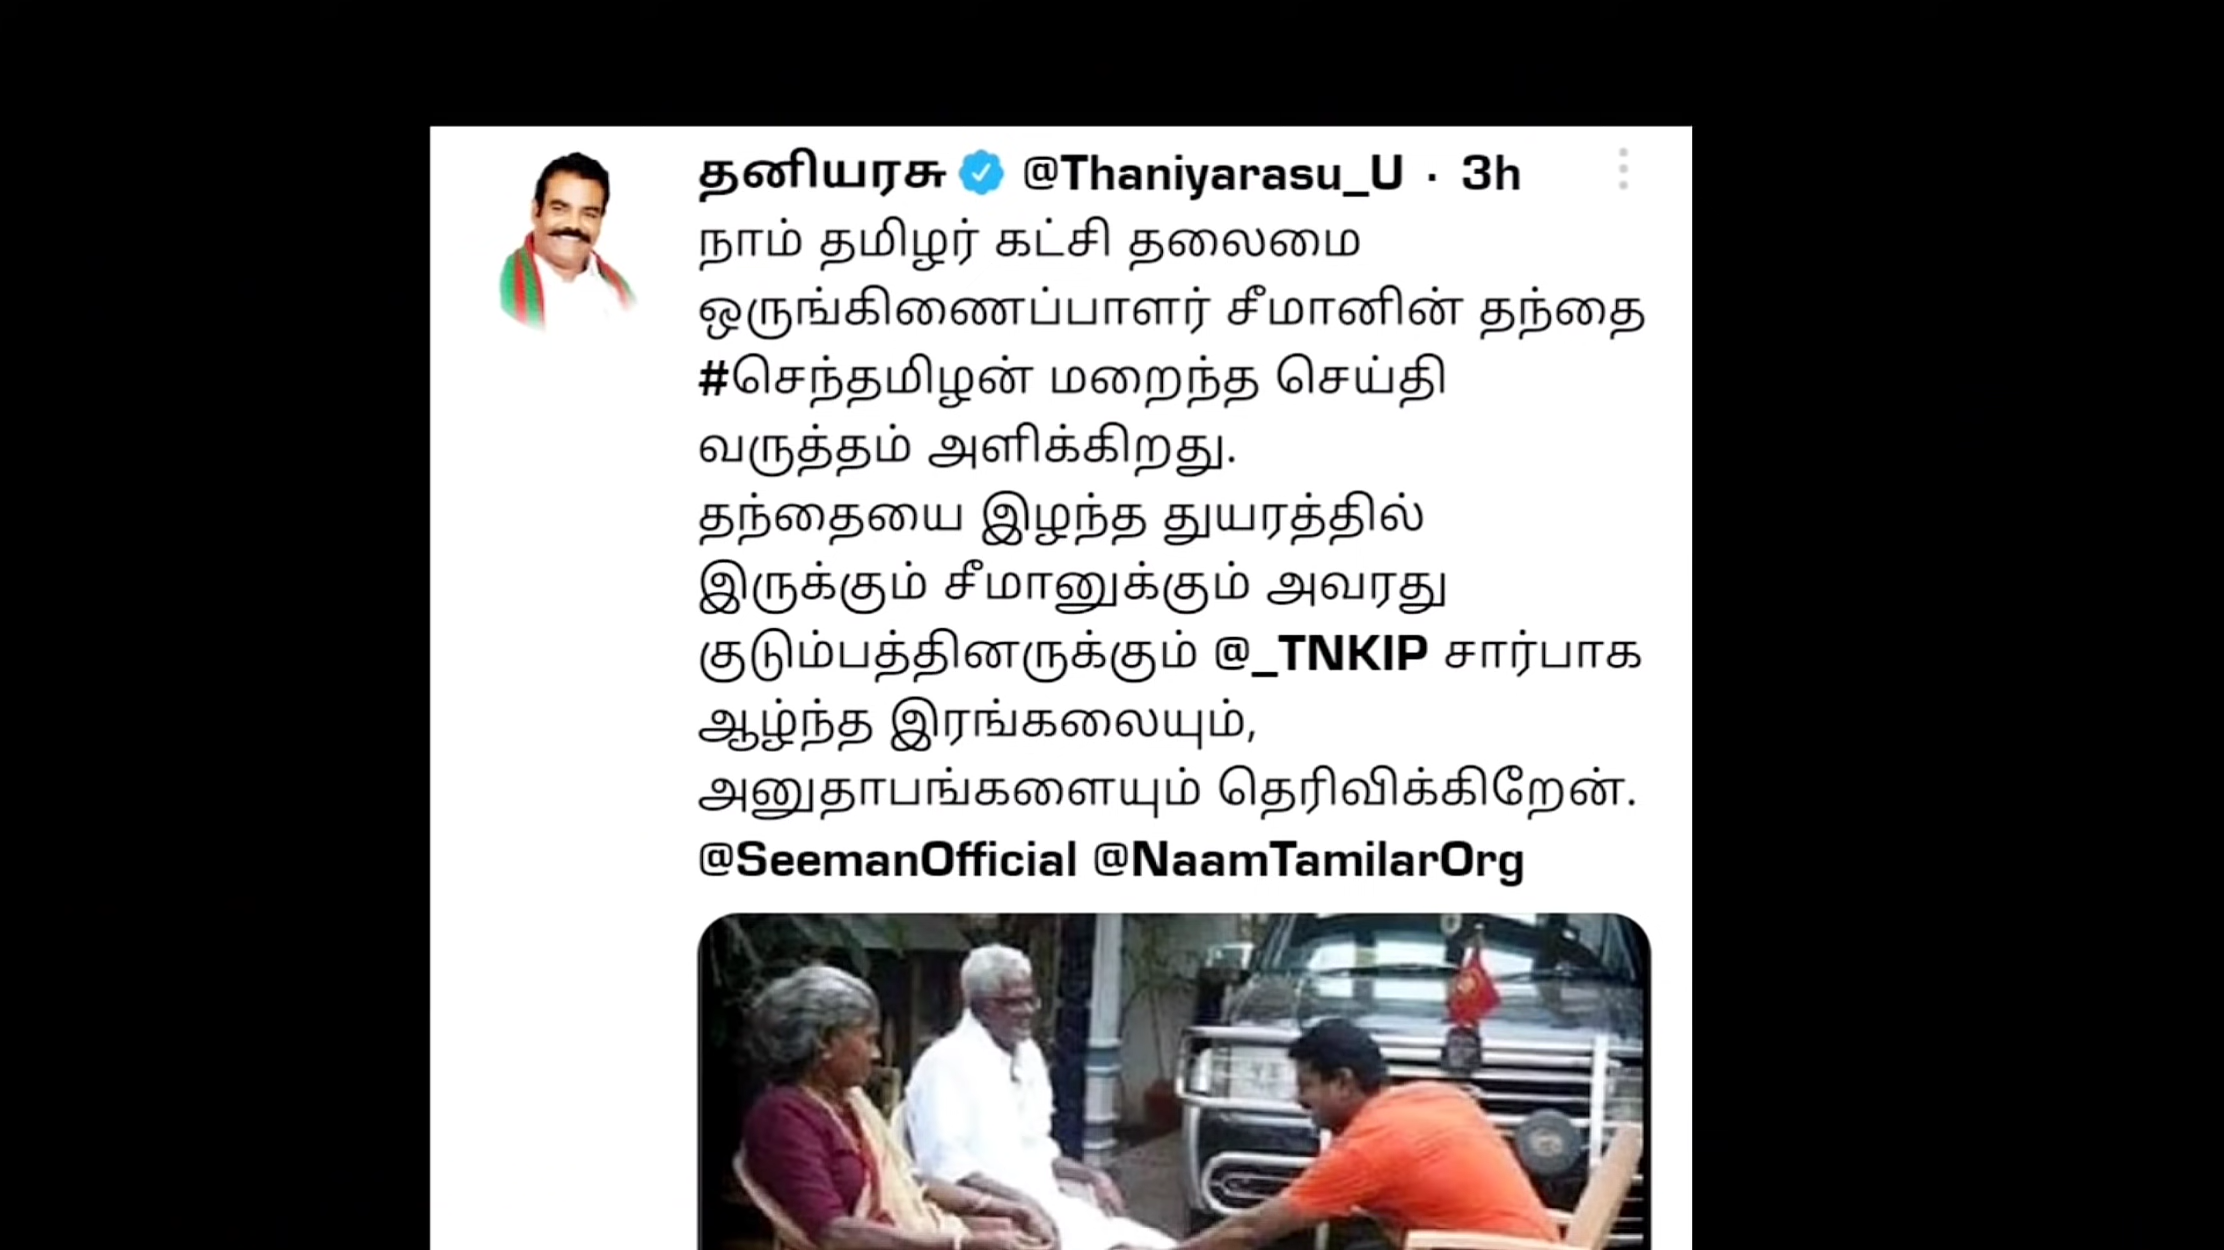 தனியரசு @Thaniyarasu_U · 3h
நாம் தமிழர் கட்சி தலைமை
ஒருங்கிணைப்பாளர் சீமானின் தந்தை
#செந்தமிழன் மறைந்த செய்தி
வருத்தம் அளிக்கிறது.
தந்தையை இழந்த துயரத்தில்
இருக்கும் சீமானுக்கும் அவரது
குடும்பத்தினருக்கும் @_TNKIP சார்பாக
ஆழ்ந்த இரங்கலையும்,
அனுதாபங்களையும் தெரிவிக்கிறேன்.
@SeemanOfficial @NaamTamilarOrg